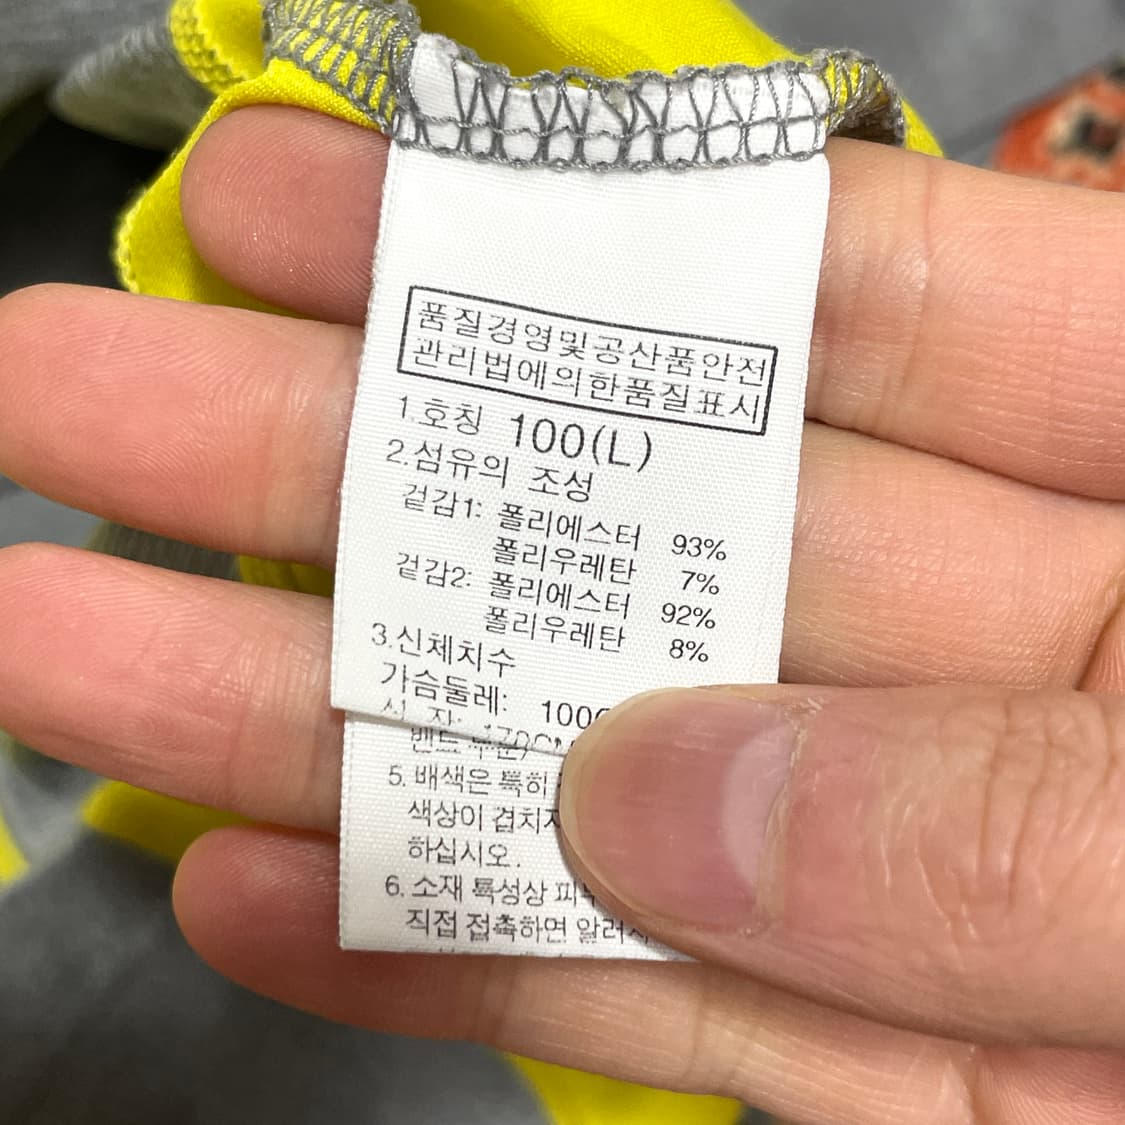 품질경영및공산품안전
관리법에의한품질표시
1.호칭 100(L)
2.섬유의 조성
겉감1: 폴리에스터 93%
폴리우레탄 7%
겉감2: 폴리에스터 92%
폴리우레탄 8%
3.신체치수
가슴둘레:
5. 배색은 특히
색상이
하십시오.
6. 소재 특성상
직접 접촉하면